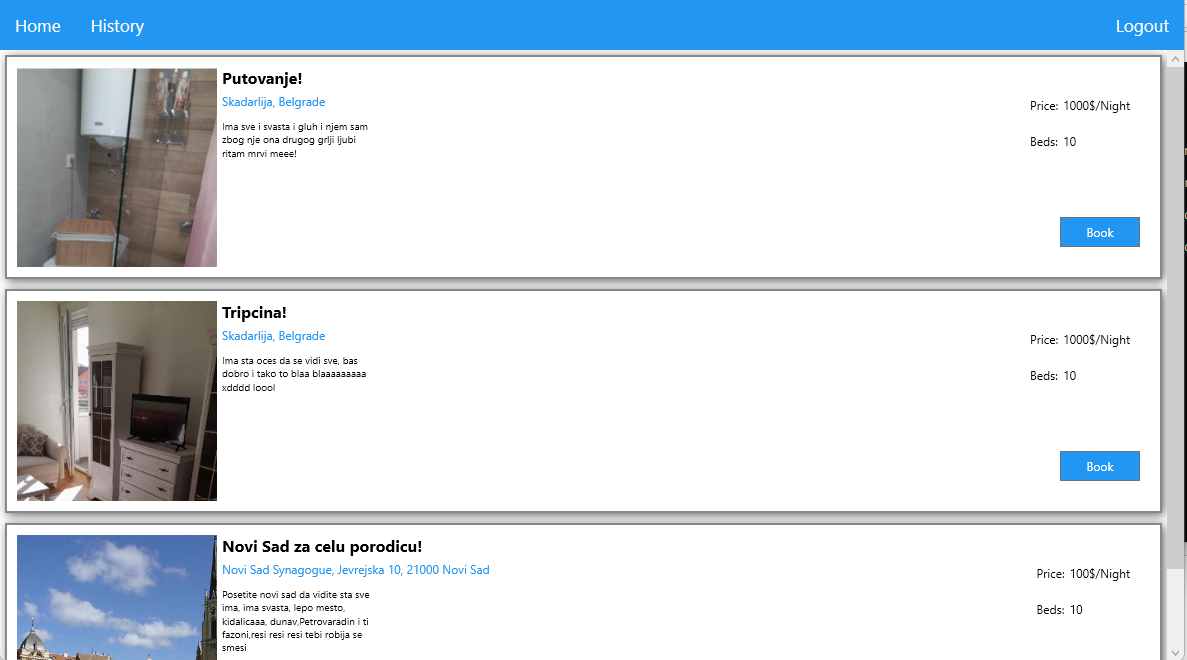 Home History Logout
Putovanje!
Skadarlija, Belgrade
Ima sve i svasta i gluh i njem sam
zbog nje ona drugog grlji ljubi
ritam mrvi meee!
Price: 1000$/Night
Beds: 10
Book
Tripcina!
Skadarlija, Belgrade
Ima sta oces da se vidi sve, bas
dobro i tako to blaa blaaaaaaaaa
xdddd loool
Price: 1000$/Night
Beds: 10
Book
Novi Sad za celu porodicu!
Novi Sad Synagogue, Jevrejska 10, 21000 Novi Sad
Posetite novi sad da vidite sta sve
ima, ima svasta, lepo mesto,
kidalicaaa, dunav,Petrovaradin i ti
fazoni,resi resi resi tebi robija se
smesi
Price: 100$/Night
Beds: 10